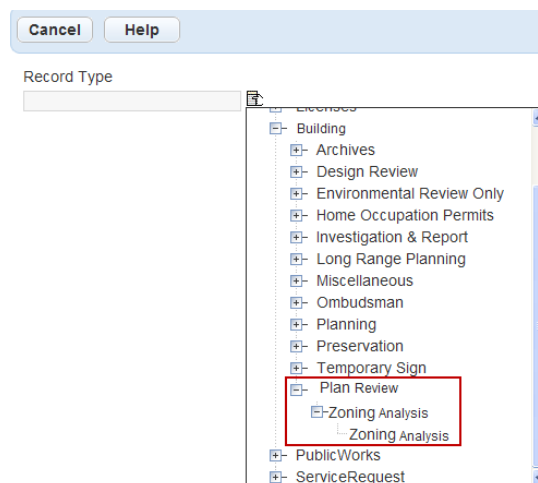 Cancel Help
Record Type
Licenses
Building
Archives
Design Review
Environmental Review Only
Home Occupation Permits
Investigation & Report
Long Range Planning
Miscellaneous
Ombudsman
Planning
Preservation
Temporary Sign
Plan Review
Zoning Analysis
Zoning Analysis
PublicWorks
ServiceRequest